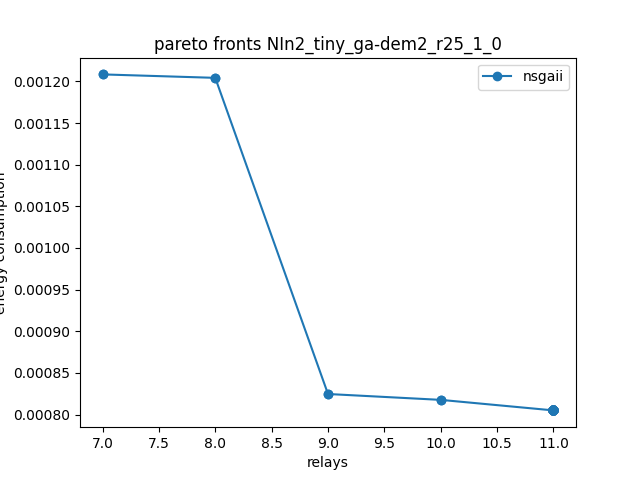 pareto fronts NIn2_tiny_ga-dem2_r25_1_0
nsgaii
0.00120
0.00115
0.00110
0.00105
0.00100
0.00095
0.00090
0.00085
0.00080
energy consumption
7.0 7.5 8.0 8.5 9.0 9.5 10.0 10.5 11.0
relays